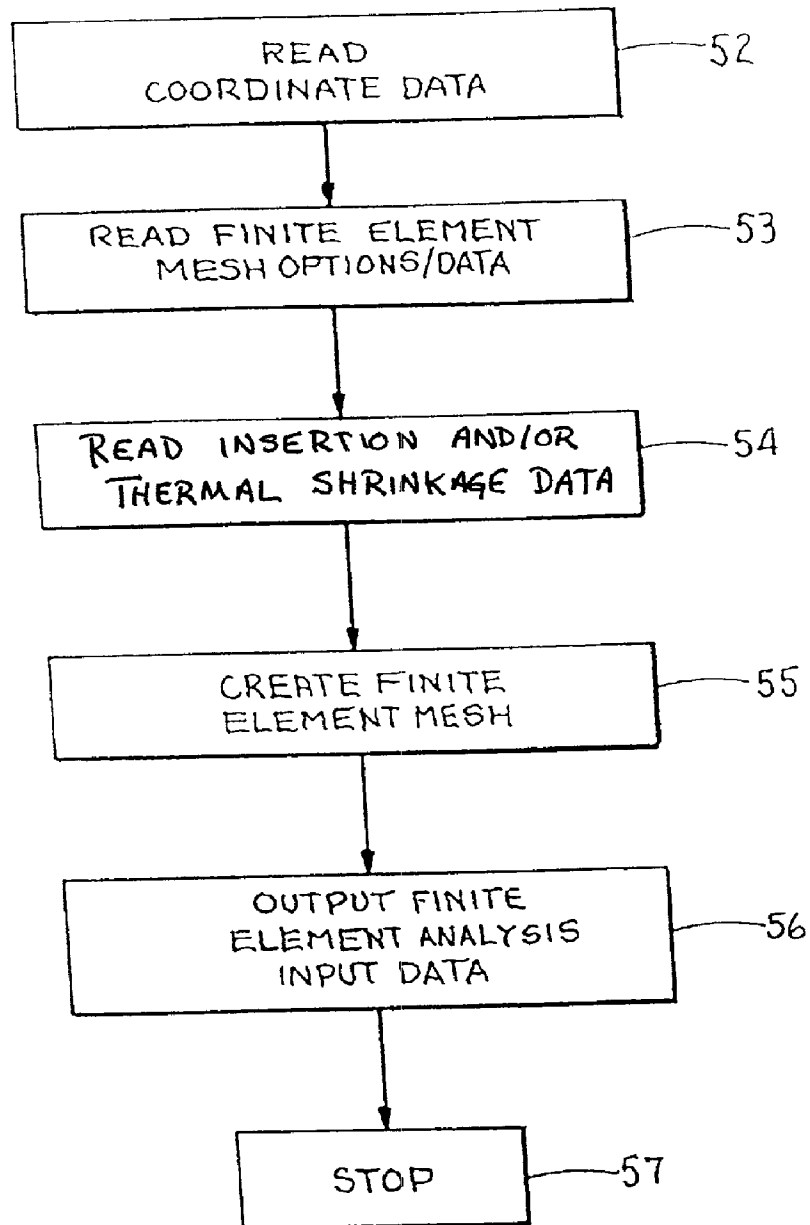 READ
COORDINATE DATA
52
READ FINITE ELEMENT
MESH OPTIONS/DATA
53
READ INSERTION AND/OR
THERMAL SHRINKAGE DATA
54
CREATE FINITE
ELEMENT MESH
55
OUTPUT FINITE
ELEMENT ANALYSIS
INPUT DATA
56
STOP
57